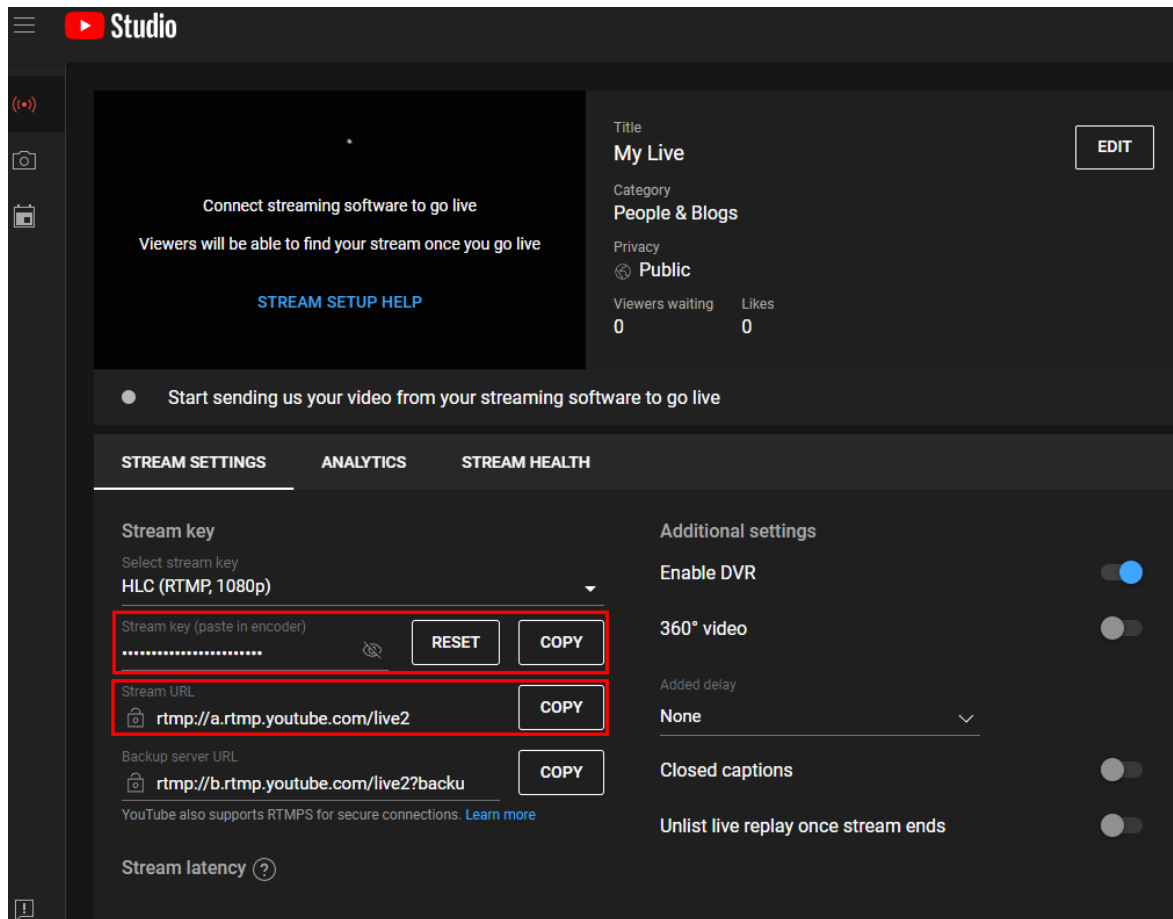 Studio
Connect streaming software to go live
Viewers will be able to find your stream once you go live
STREAM SETUP HELP
Title
My Live
EDIT
Category
People & Blogs
Privacy
Public
Viewers waiting Likes
0 0
Start sending us your video from your streaming software to go live
STREAM SETTINGS ANALYTICS STREAM HEALTH
Stream key
Select stream key
HLC (RTMP, 1080p)
Stream key (paste in encoder)
•••••••••••••••••••••••• RESET COPY
Stream URL
rtmp://a.rtmp.youtube.com/live2 COPY
Backup server URL
rtmp://b.rtmp.youtube.com/live2?backu COPY
YouTube also supports RTMPS for secure connections. Learn more
Stream latency ?
Additional settings
Enable DVR
360° video
Added delay
None
Closed captions
Unlist live replay once stream ends